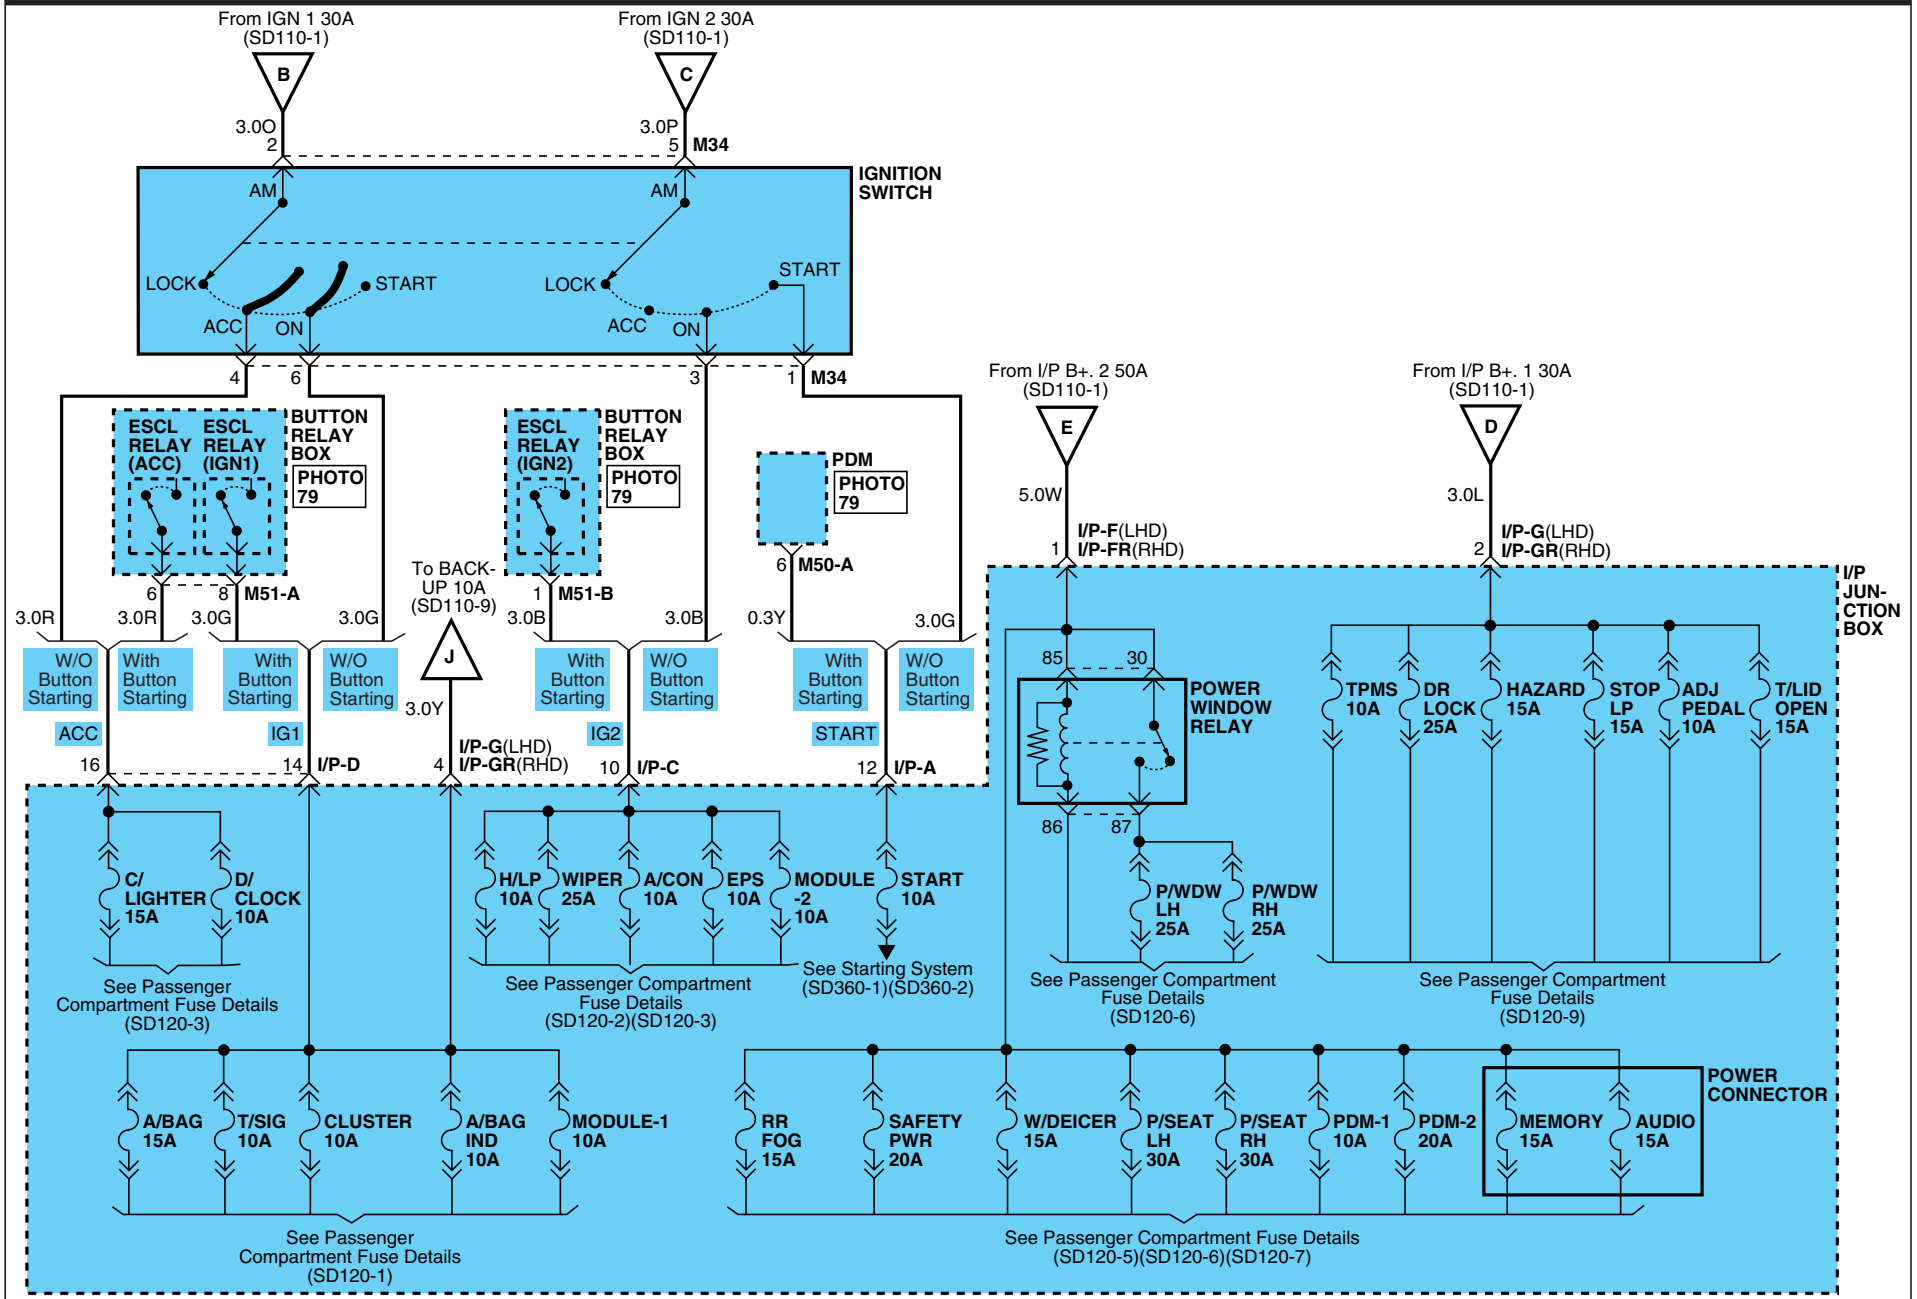 From IGN 1 30A
(SD110-1)
B
3.0O
2
From IGN 2 30A
(SD110-1)
C
3.0P
5
M34
IGNITION
SWITCH
AM
LOCK
ACC
ON
START
AM
LOCK
ACC
ON
START
4
6
3
1
M34
ESCL
RELAY
(ACC)
ESCL
RELAY
(IGN1)
BUTTON
RELAY
BOX
PHOTO
79
6
8
M51-A
ESCL
RELAY
(IGN2)
BUTTON
RELAY
BOX
PHOTO
79
1
M51-B
PDM
PHOTO
79
6
M50-A
To BACK-
UP 10A
(SD110-9)
J
3.0Y
3.0R
3.0R
3.0G
3.0G
3.0B
3.0B
0.3Y
3.0G
W/O
Button
Starting
With
Button
Starting
With
Button
Starting
W/O
Button
Starting
With
Button
Starting
W/O
Button
Starting
With
Button
Starting
W/O
Button
Starting
ACC
IG1
IG2
START
16
14
I/P-D
4
I/P-G(LHD)
I/P-GR(RHD)
10
I/P-C
12
I/P-A
From I/P B+. 2 50A
(SD110-1)
E
5.0W
1
I/P-F(LHD)
I/P-FR(RHD)
From I/P B+. 1 30A
(SD110-1)
D
3.0L
2
I/P-G(LHD)
I/P-GR(RHD)
I/P
JUN-
CTION
BOX
85
30
POWER
WINDOW
RELAY
86
87
TPMS
10A
DR
LOCK
25A
HAZARD
15A
STOP
LP
15A
ADJ
PEDAL
10A
T/LID
OPEN
15A
C/
LIGHTER
15A
D/
CLOCK
10A
H/LP
10A
WIPER
25A
A/CON
10A
EPS
10A
MODULE
-2
10A
START
10A
P/WDW
LH
25A
P/WDW
RH
25A
See Passenger
Compartment Fuse Details
(SD120-3)
See Passenger Compartment
Fuse Details
(SD120-2)(SD120-3)
See Starting System
(SD360-1)(SD360-2)
See Passenger Compartment
Fuse Details
(SD120-6)
See Passenger Compartment
Fuse Details
(SD120-9)
A/BAG
15A
T/SIG
10A
CLUSTER
10A
A/BAG
IND
10A
MODULE-1
10A
RR
FOG
15A
SAFETY
PWR
20A
W/DEICER
15A
P/SEAT
LH
30A
P/SEAT
RH
30A
PDM-1
10A
PDM-2
20A
MEMORY
15A
AUDIO
15A
POWER
CONNECTOR
See Passenger
Compartment Fuse Details
(SD120-1)
See Passenger Compartment Fuse Details
(SD120-5)(SD120-6)(SD120-7)